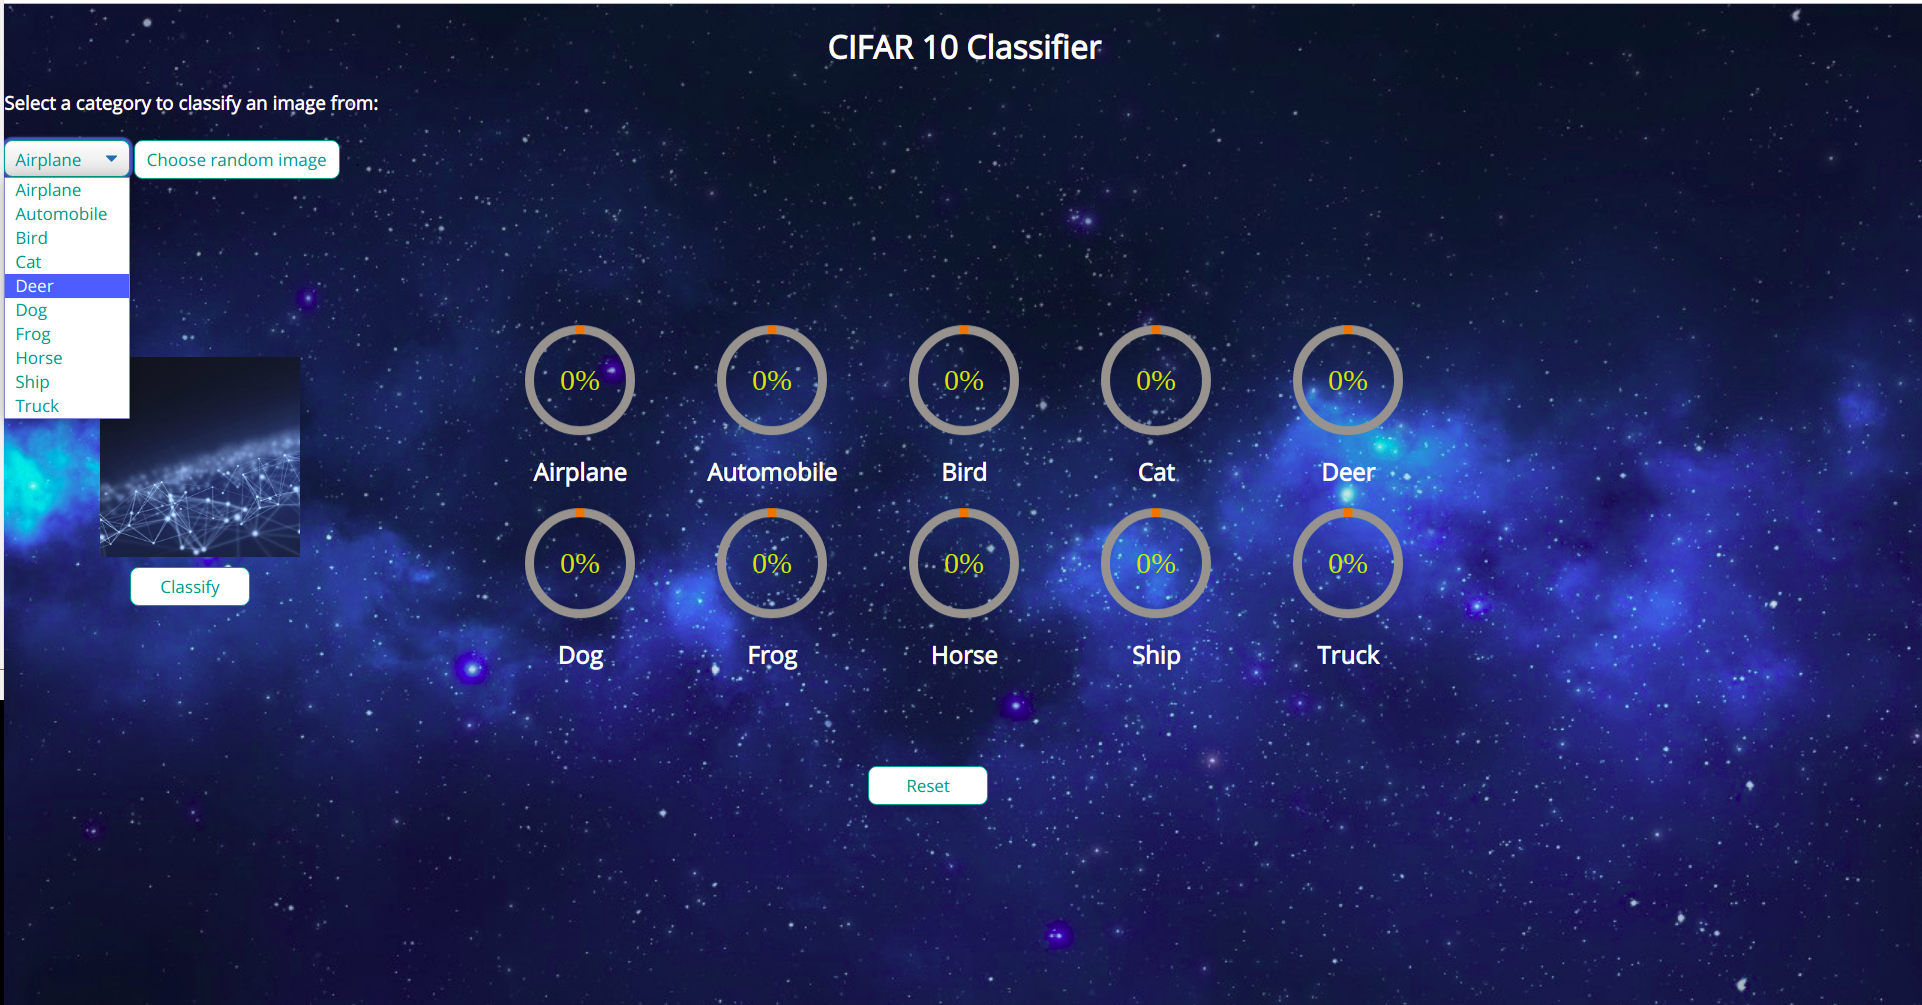 CIFAR 10 Classifier
Select a category to classify an image from:
Airplane Choose random image
Airplane
Automobile
Bird
Cat
Deer
Dog
Frog
Horse
Ship
Truck
Classify
0% 0% 0% 0% 0%
Airplane Automobile Bird Cat Deer
0% 0% 0% 0% 0%
Dog Frog Horse Ship Truck
Reset